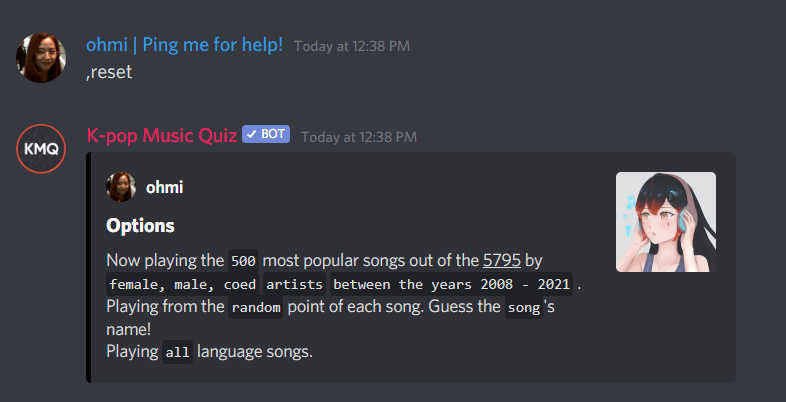 ohmi | Ping me for help! Today at 12:38 PM
,reset
KMQ
K-pop Music Quiz BOT Today at 12:38 PM
ohmi
Options
Now playing the 500 most popular songs out of the 5795 by
female, male, coed artists between the years 2008 - 2021 .
Playing from the random point of each song. Guess the song 's
name!
Playing all language songs.